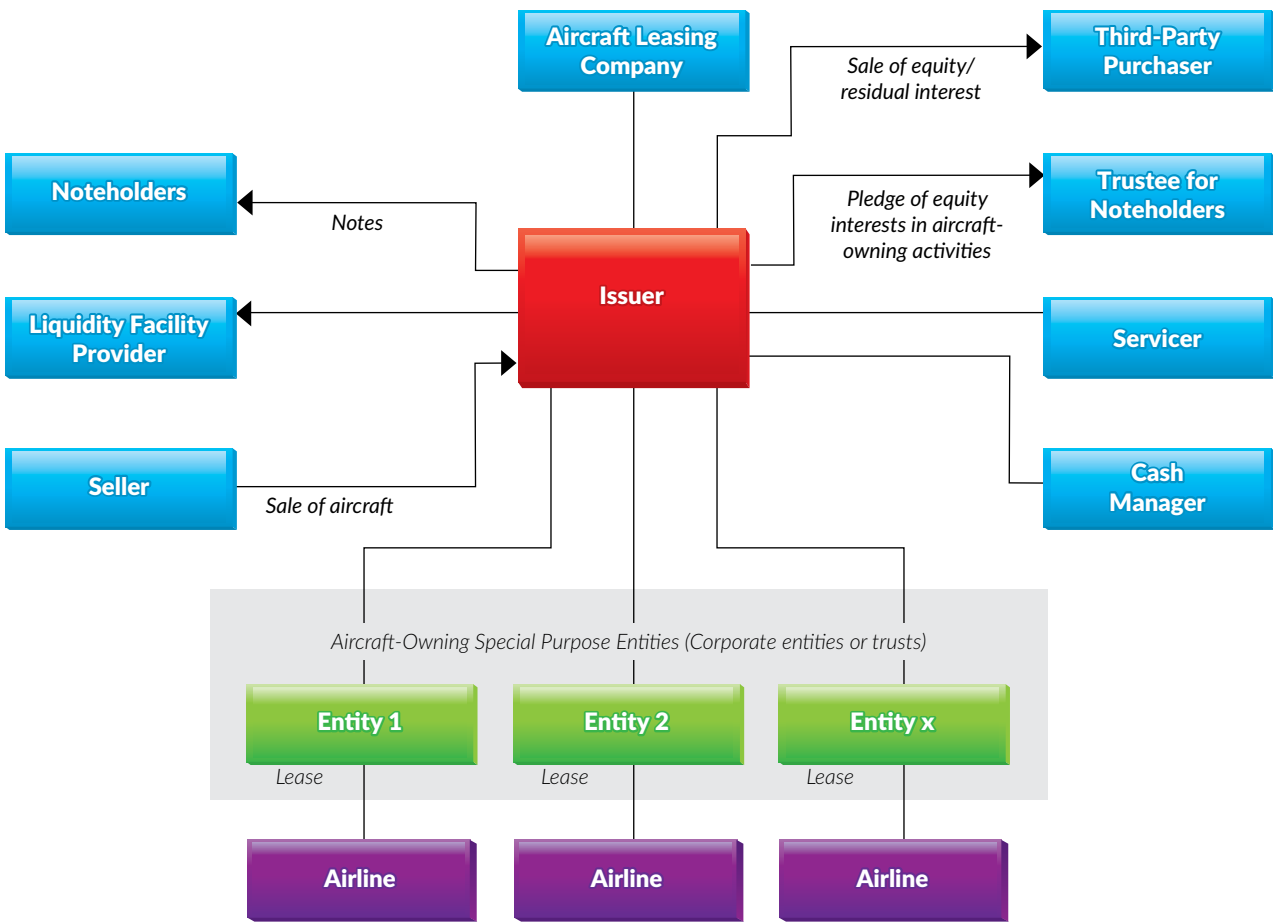 Aircraft Leasing
Company
Third-Party
Purchaser
Sale of equity/
residual interest
Noteholders
Notes
Trustee for
Noteholders
Pledge of equity
interests in aircraft-
owning activities
Issuer
Liquidity Facility
Provider
Servicer
Seller
Sale of aircraft
Cash
Manager
Aircraft-Owning Special Purpose Entities (Corporate entities or trusts)
Entity 1
Entity 2
Entity x
Lease
Lease
Lease
Airline
Airline
Airline